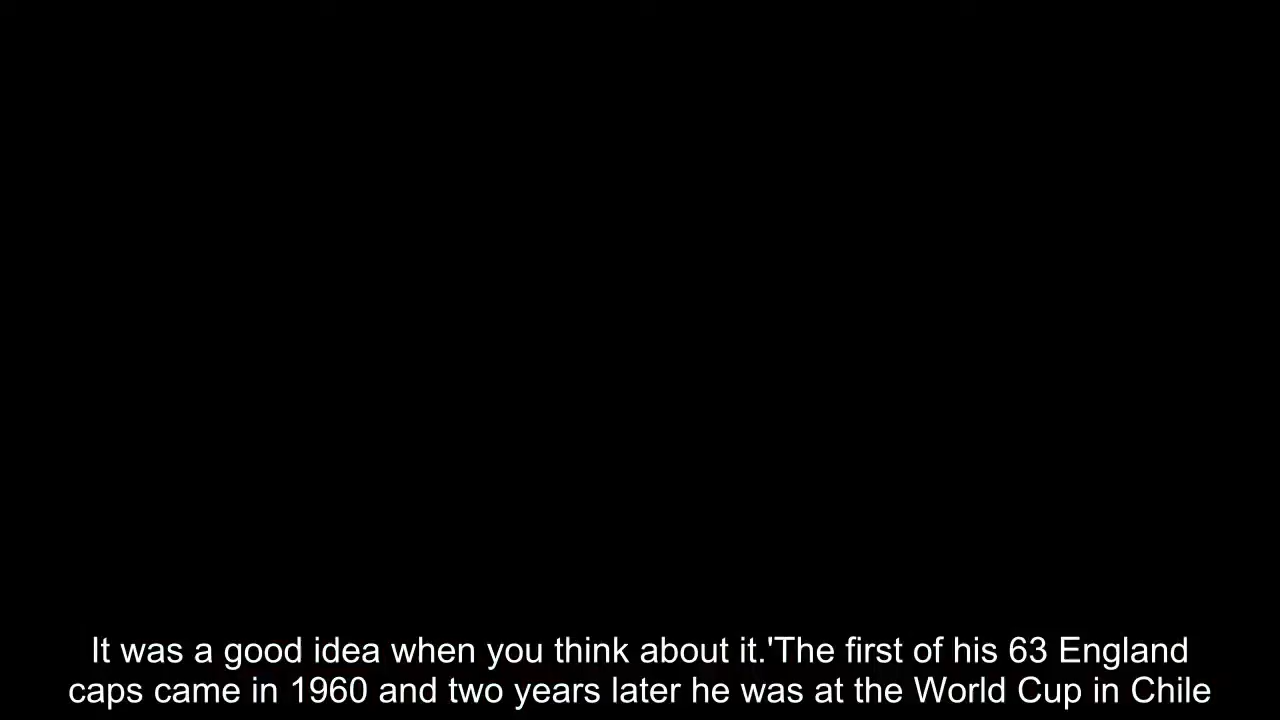 It was a good idea when you think about it.'The first of his 63 England
caps came in 1960 and two years later he was at the World Cup in Chile